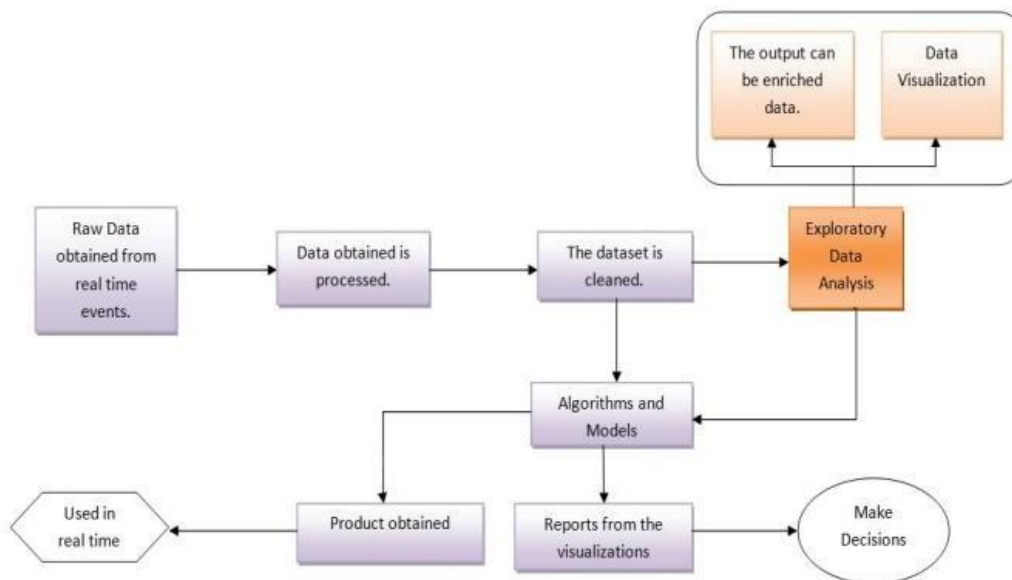 The output can
be enriched
data.
Data
Visualization
Raw Data
obtained from
real time
events.
Data obtained is
processed.
The dataset is
cleaned.
Exploratory
Data
Analysis
Algorithms and
Models
Used in
real time
Product obtained
Reports from the
visualizations
Make
Decisions